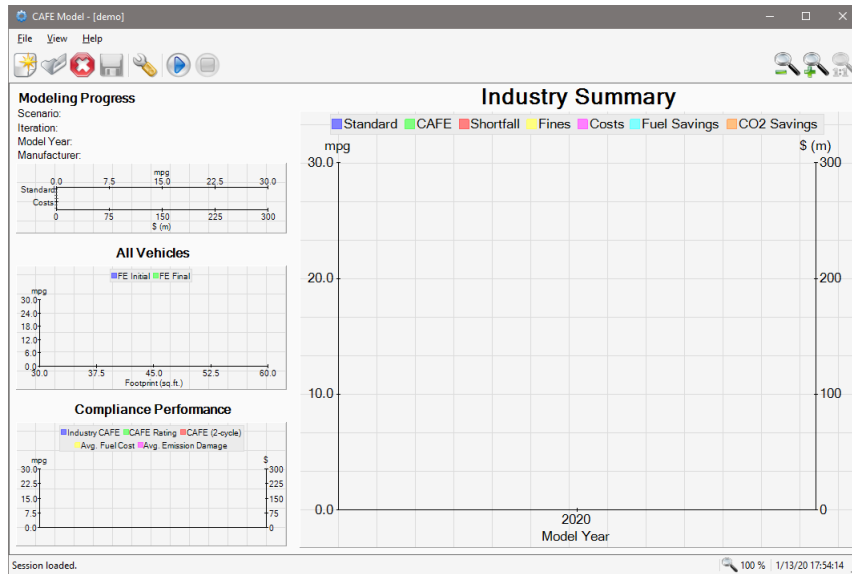 CAFE Model - [demo]
File View Help
Modeling Progress
Scenario:
Iteration:
Model Year:
Manufacturer:
mpg
0.0 7.5 15.0 22.5 30.0
Standard
Costs
0 75 150 225 300
$ (m)
All Vehicles
FE Initial FE Final
mpg
30.0
24.0
18.0
12.0
6.0
0.0
30.0 37.5 45.0 52.5 60.0
Footprint (sq.ft.)
Compliance Performance
Industry CAFE CAFE Rating CAFE (2-cycle)
Avg. Fuel Cost Avg. Emission Damage
mpg $
30.0 300
22.5 225
15.0 150
7.5 75
0.0 0
Industry Summary
Standard CAFE Shortfall Fines Costs Fuel Savings CO2 Savings
mpg $ (m)
30.0 300
20.0 200
10.0 100
0.0 0
2020
Model Year
1:1
Session loaded. 100 % 1/13/20 17:54:14